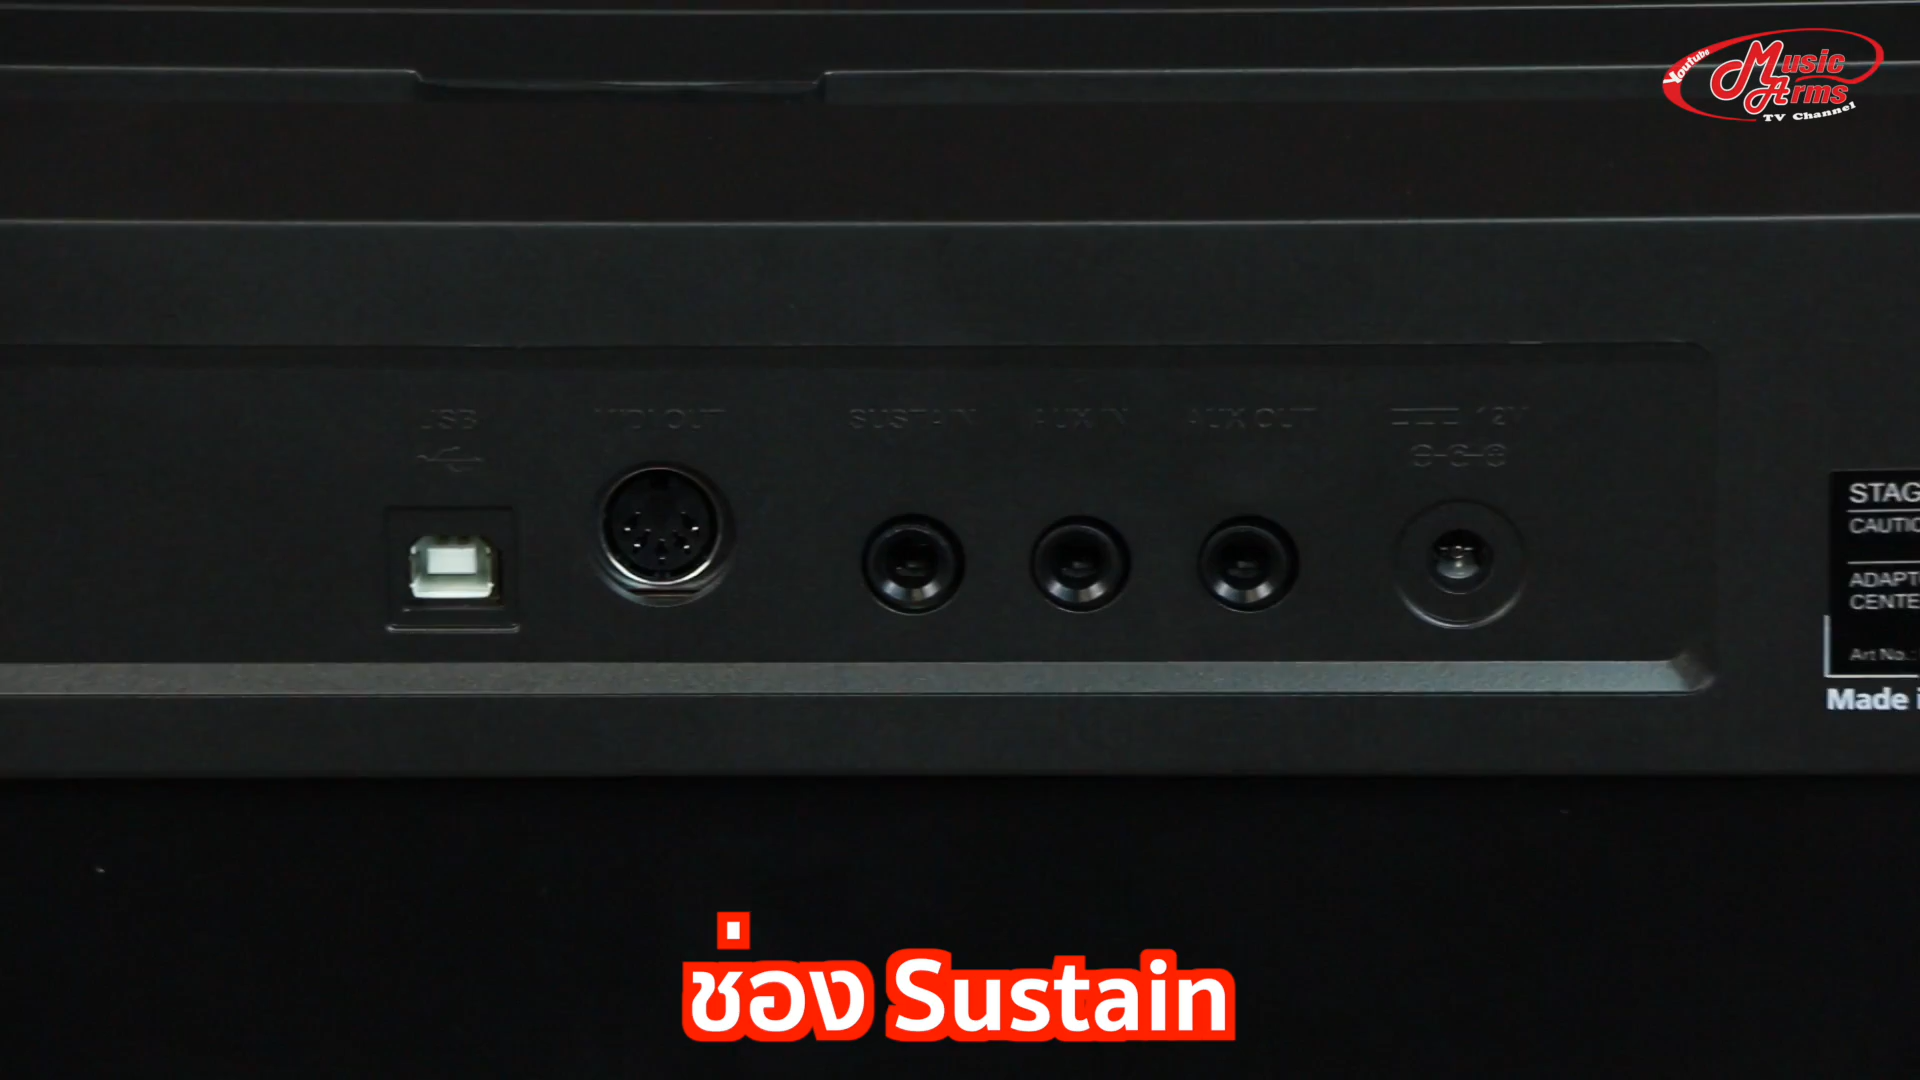 Youtube
Music
Arms
TV Channel
USB
MIDI OUT
SUSTAIN
AUX IN
AUX OUT
12V
STAG
CAUTIO
ADAPT
CENTE
Art No.:
Made i
ช่อง Sustain